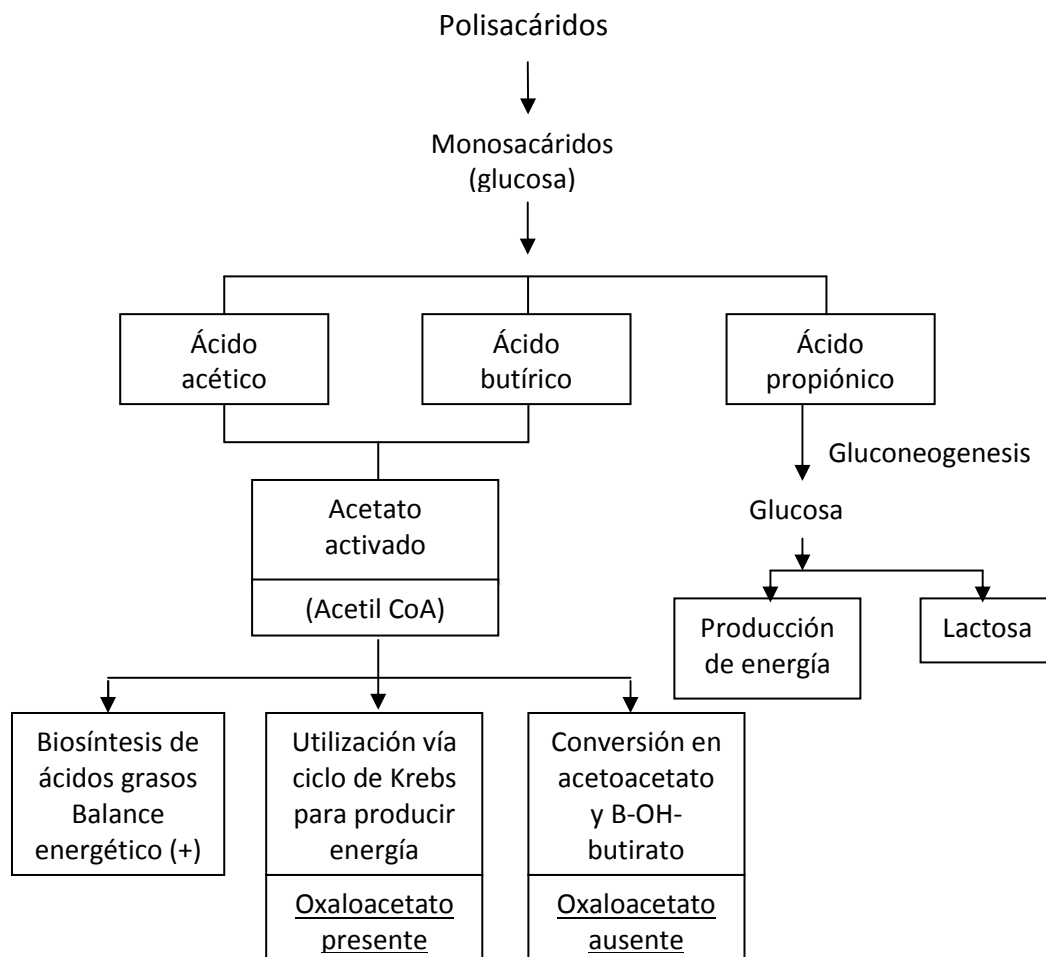 Polisacáridos
Monosacáridos
(glucosa)
Ácido
acético
Ácido
butírico
Ácido
propiónico
Gluconeogenesis
Acetato
activado
(Acetil CoA)
Glucosa
Producción
de energía
Lactosa
Biosíntesis de
ácidos grasos
Balance
energético (+)
Utilización vía
ciclo de Krebs
para producir
energía
Oxaloacetato
presente
Conversión en
acetoacetato
y B-OH-
butirato
Oxaloacetato
ausente